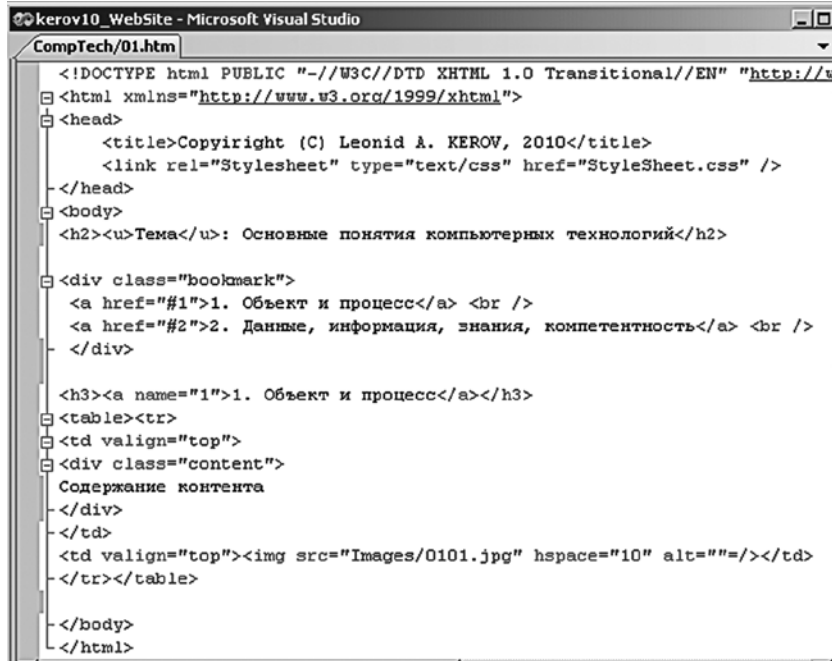 kerov10_WebSite - Microsoft Visual Studio
CompTech/01.htm
<!DOCTYPE html PUBLIC "-//W3C//DTD XHTML 1.0 Transitional//EN" "http://w
<html xmlns="http://www.w3.org/1999/xhtml">
<head>
<title>Copyiright (C) Leonid A. KEROV, 2010</title>
<link rel="Stylesheet" type="text/css" href="StyleSheet.css" />
</head>
<body>
<h2><u>Тема</u>: Основные понятия компьютерных технологий</h2>
<div class="bookmark">
<a href="#1">1. Объект и процесс</a> <br />
<a href="#2">2. Данные, информация, знания, компетентность</a> <br />
</div>
<h3><a name="1">1. Объект и процесс</a></h3>
<table><tr>
<td valign="top">
<div class="content">
Содержание контента
</div>
</td>
<td valign="top"><img src="Images/0101.jpg" hspace="10" alt=""=/></td>
</tr></table>
</body>
</html>